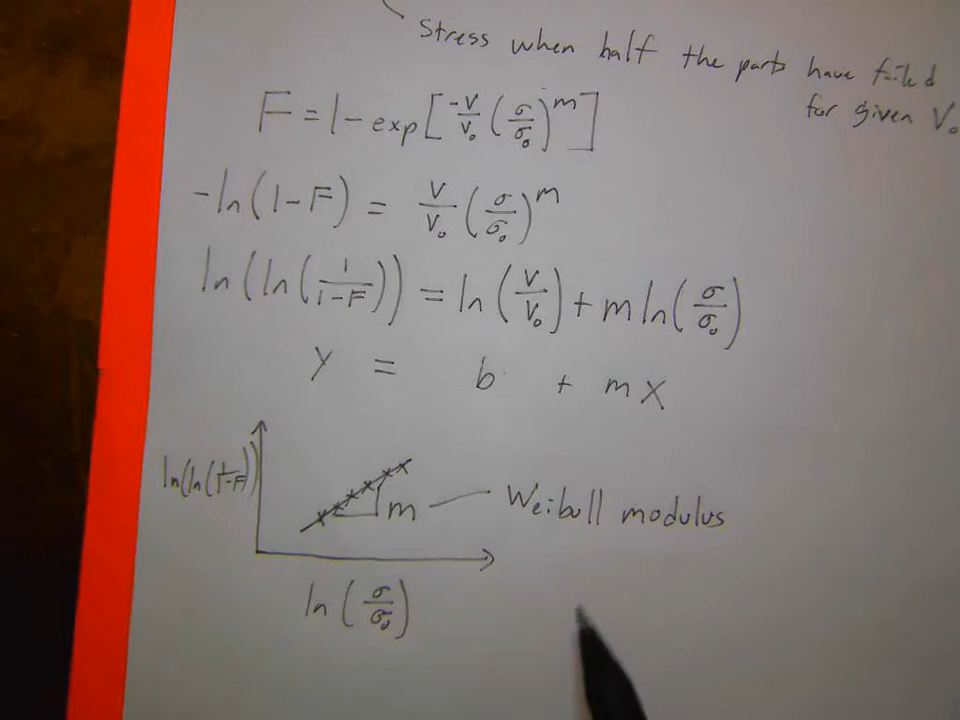 Stress when half the parts have failed
for given V₀
F = 1 - exp[-V/V₀ (σ/σ₀)^m]
-ln(1-F) = V/V₀ (σ/σ₀)^m
ln(ln(1/(1-F))) = ln(V/V₀) + m ln(σ/σ₀)
y = b + mx
ln(ln(1/(1-F)))
m
Weibull modulus
ln(σ/σ₀)